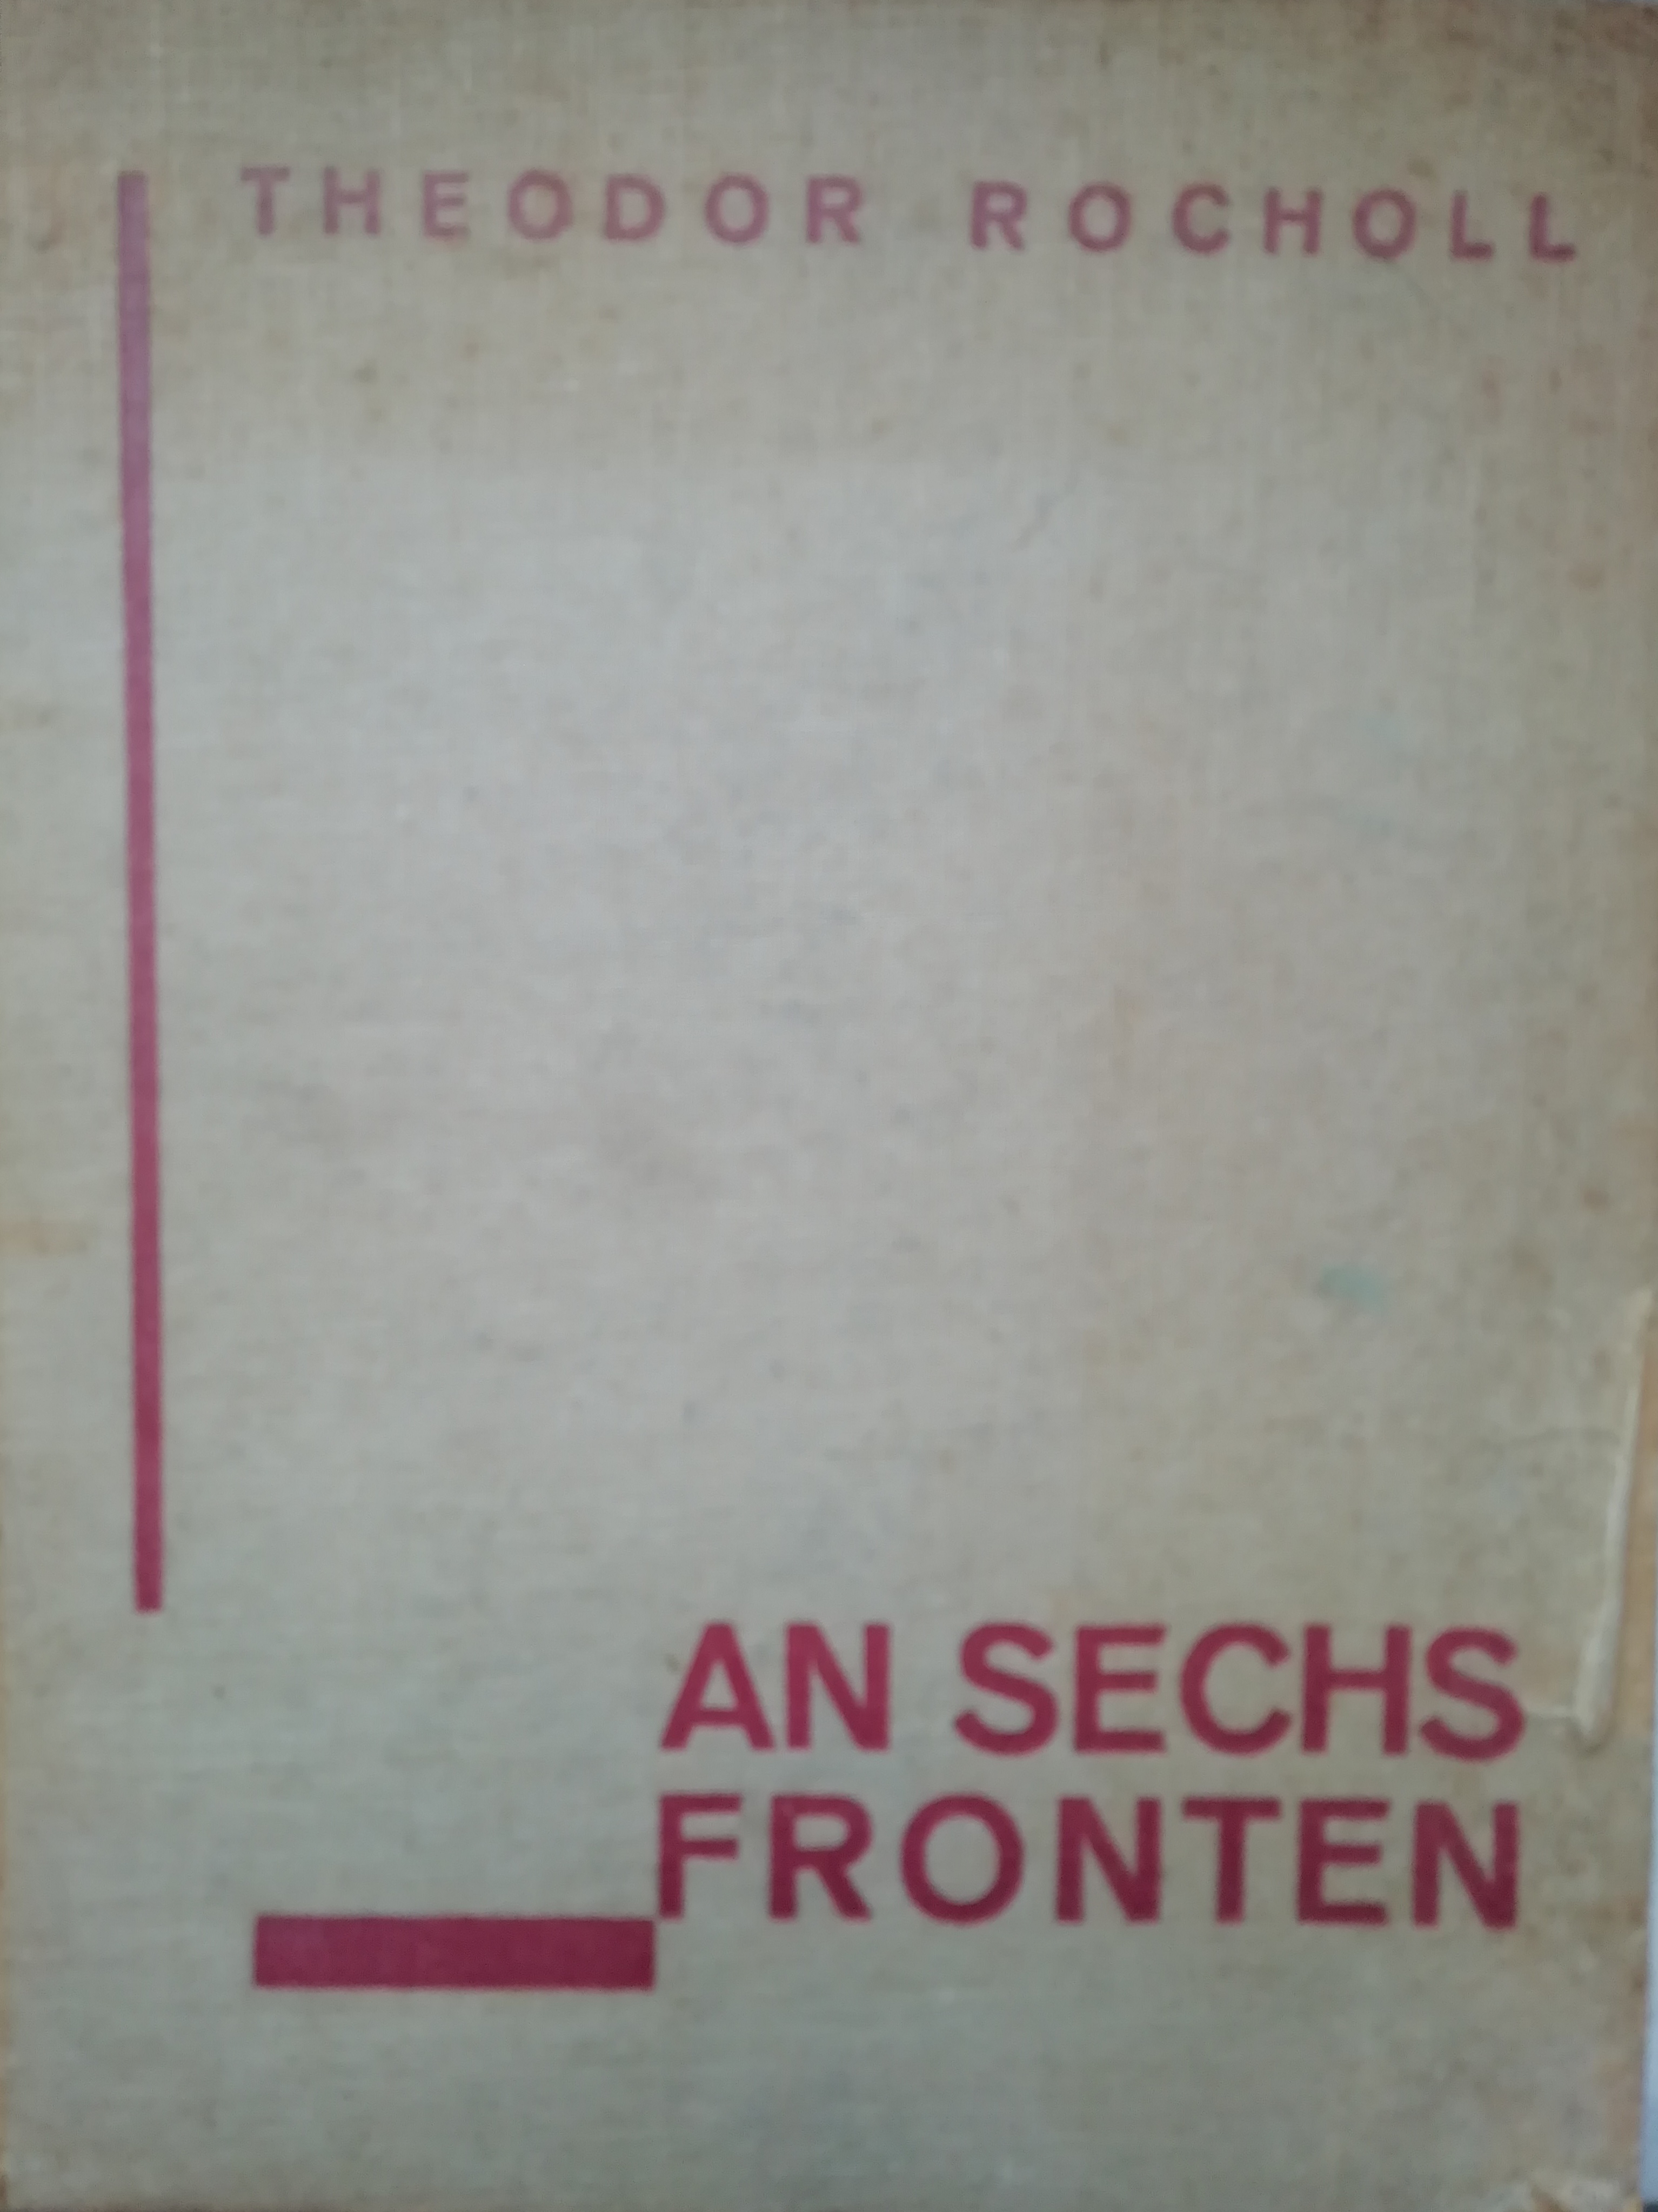 THEODOR ROCHOLL
AN SECHS
FRONTEN